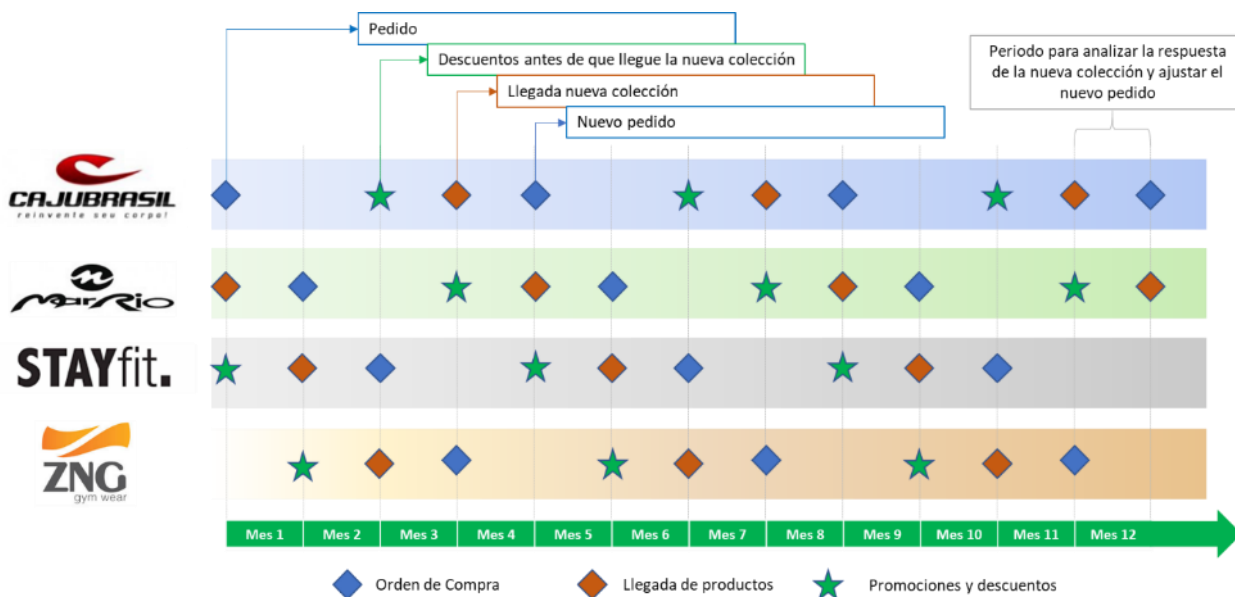 Pedido
Descuentos antes de que llegue la nueva colección
Llegada nueva colección
Nuevo pedido
Periodo para analizar la respuesta
de la nueva colección y ajustar el
nuevo pedido
CAJUBRASIL
reinvente seu corpo!
MarRio
STAYfit.
ZNG
gym wear
Mes 1 Mes 2 Mes 3 Mes 4 Mes 5 Mes 6 Mes 7 Mes 8 Mes 9 Mes 10 Mes 11 Mes 12
Orden de Compra Llegada de productos Promociones y descuentos